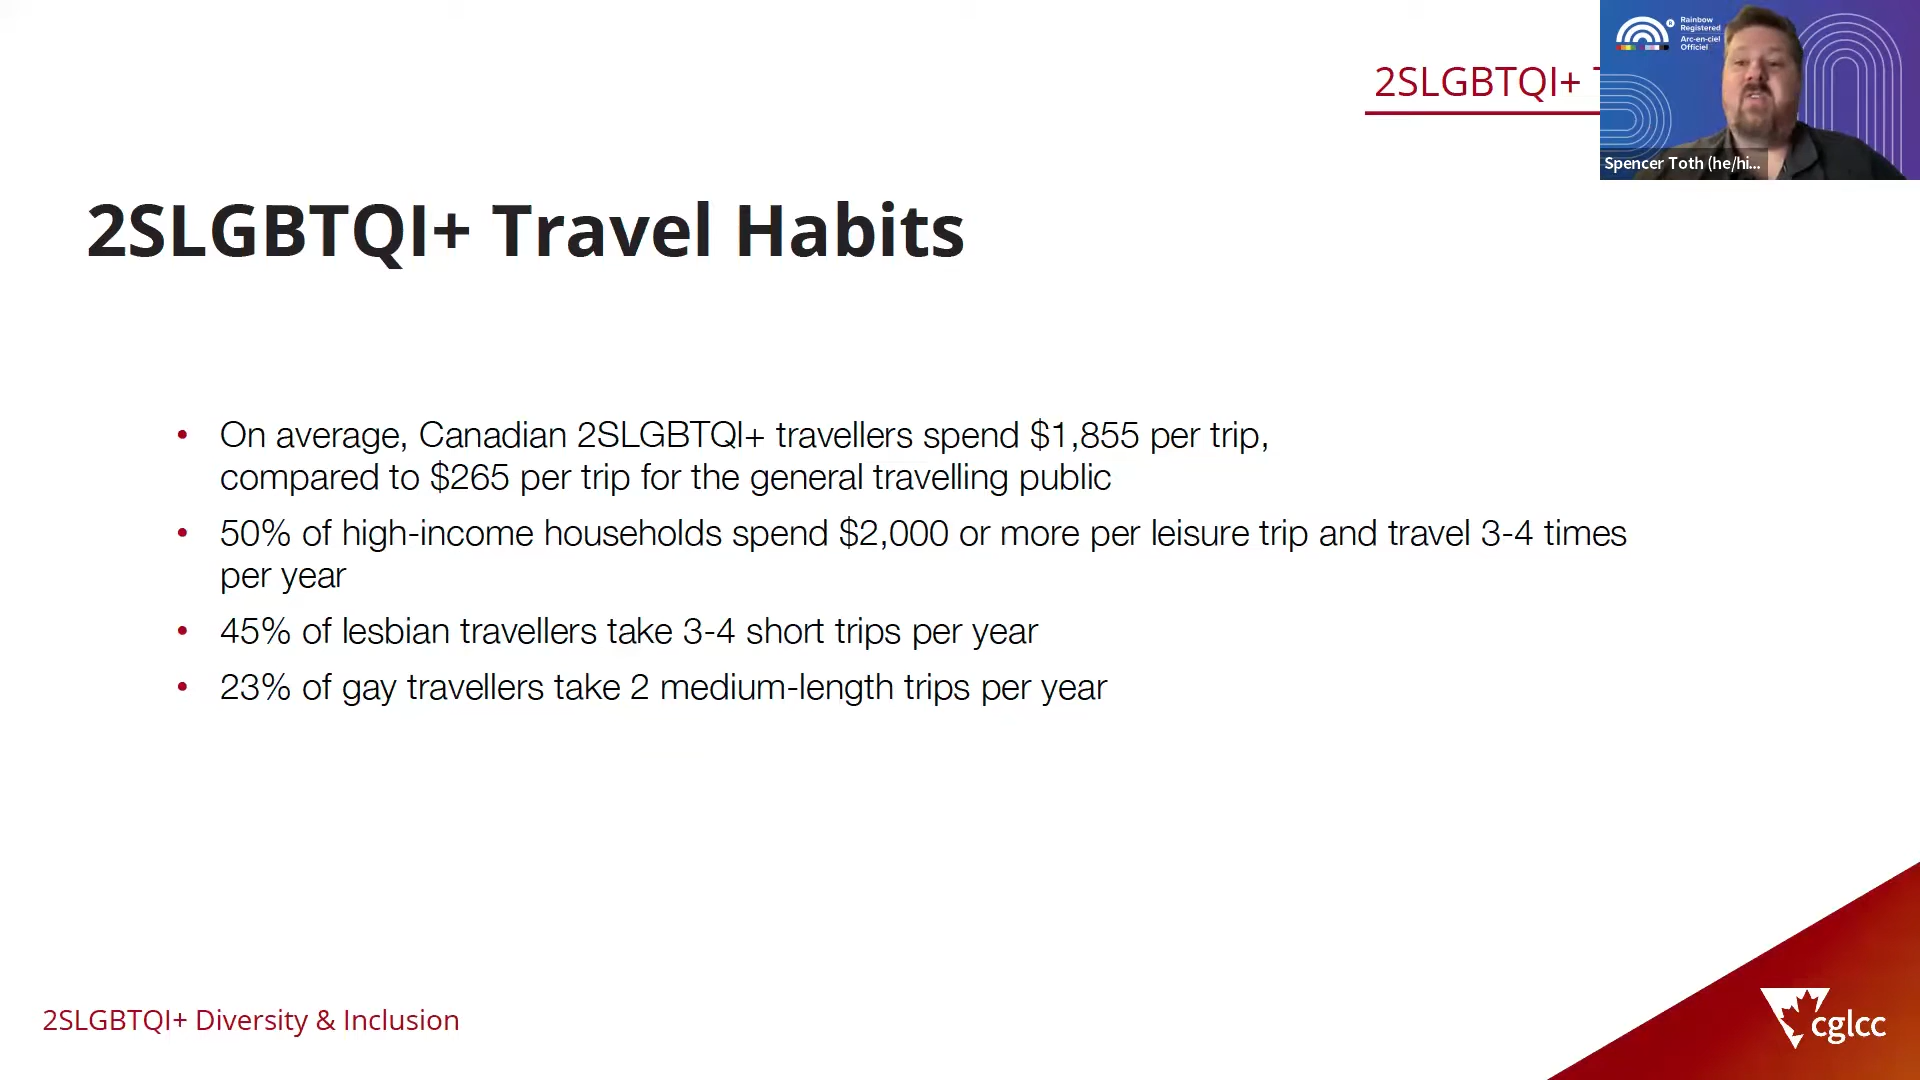 2SLGBTQI+
Rainbow
Registered
Arc-en-ciel
Officiel
Spencer Toth (he/hi...
2SLGBTQI+ Travel Habits
• On average, Canadian 2SLGBTQI+ travellers spend $1,855 per trip,
compared to $265 per trip for the general travelling public
• 50% of high-income households spend $2,000 or more per leisure trip and travel 3-4 times
per year
• 45% of lesbian travellers take 3-4 short trips per year
• 23% of gay travellers take 2 medium-length trips per year
2SLGBTQI+ Diversity & Inclusion
cglcc